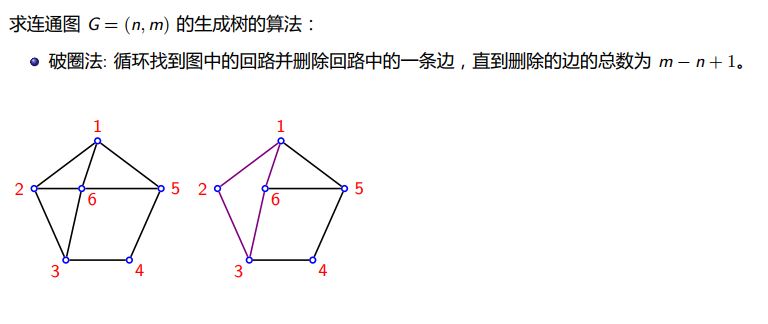 求连通图 G = (n, m) 的生成树的算法：
破圈法: 循环找到图中的回路并删除回路中的一条边，直到删除的边的总数为 m − n + 1。
1 1
2 6 5 2 6 5
3 4 3 4